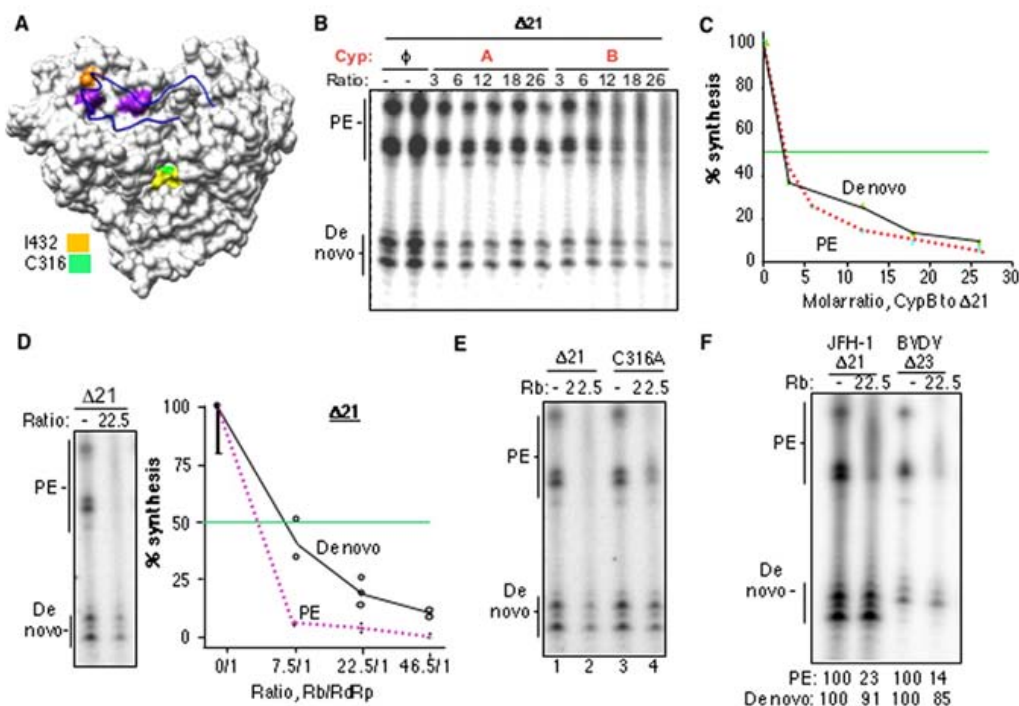 A
I432
C316
B
Δ21
Cyp: ϕ A B
Ratio: - - 3 6 12 18 26 3 6 12 18 26
PE
De
novo
C
% synthesis
100
80
60
40
20
0
De novo
PE
0 5 10 15 20 25 30
Molar ratio, CypB to Δ21
D
Δ21
Ratio: - 22.5
PE -
De
novo-
% synthesis
100
75
50
25
0
Δ21
De novo
PE
0/1 7.5/1 22.5/1 46.5/1
Ratio, Rb/RdRp
E
Δ21 C316A
Rb: - 22.5 - 22.5
PE-
De
novo-
1 2 3 4
F
JFH-1 BVDV
Δ21 Δ23
Rb: - 22.5 - 22.5
PE-
De
novo-
PE: 100 23 100 14
De novo: 100 91 100 85